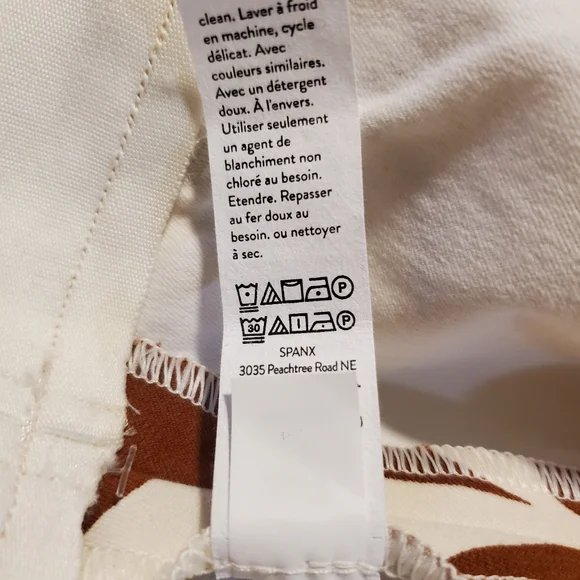 clean. Laver à froid
en machine, cycle
délicat. Avec
couleurs similaires.
Avec un détergent
doux. À l'envers.
Utiliser seulement
un agent de
blanchiment non
chloré au besoin.
Etendre. Repasser
au fer doux au
besoin. ou nettoyer
à sec.
P
30 P
SPANX
3035 Peachtree Road NE